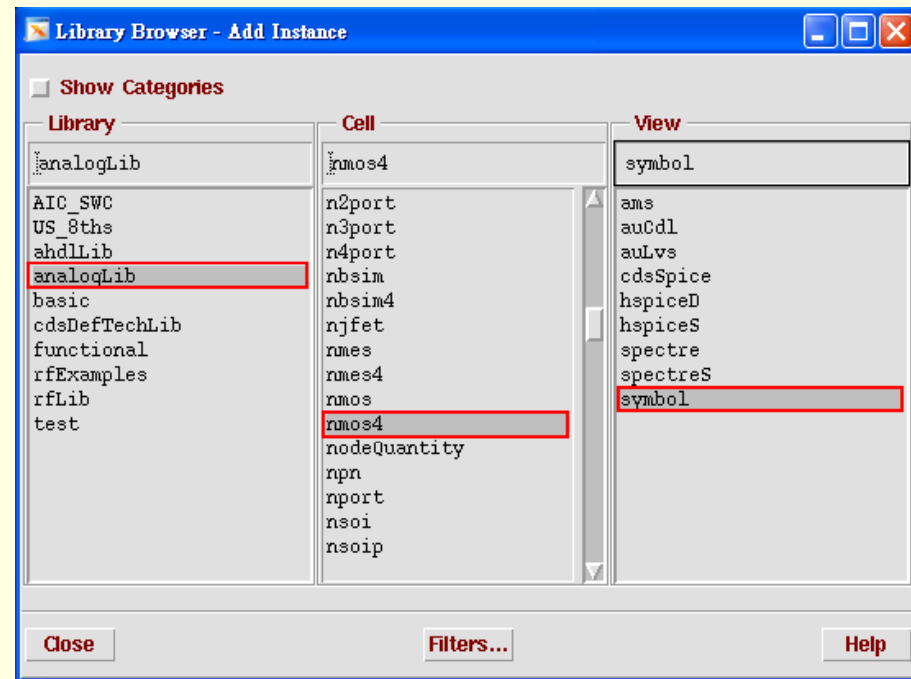 Library Browser - Add Instance
Show Categories
Library
analogLib
AIC_SWC
US_8ths
ahdlLib
analogLib
basic
cdsDefTechLib
functional
rfExamples
rfLib
test
Cell
nmos4
n2port
n3port
n4port
nbsim
nbsim4
njfet
nmes
nmes4
nmos
nmos4
nodeQuantity
npn
nport
nsoi
nsoip
View
symbol
ams
auCdl
auLvs
cdsSpice
hspiceD
hspiceS
spectre
spectreS
symbol
Close
Filters...
Help